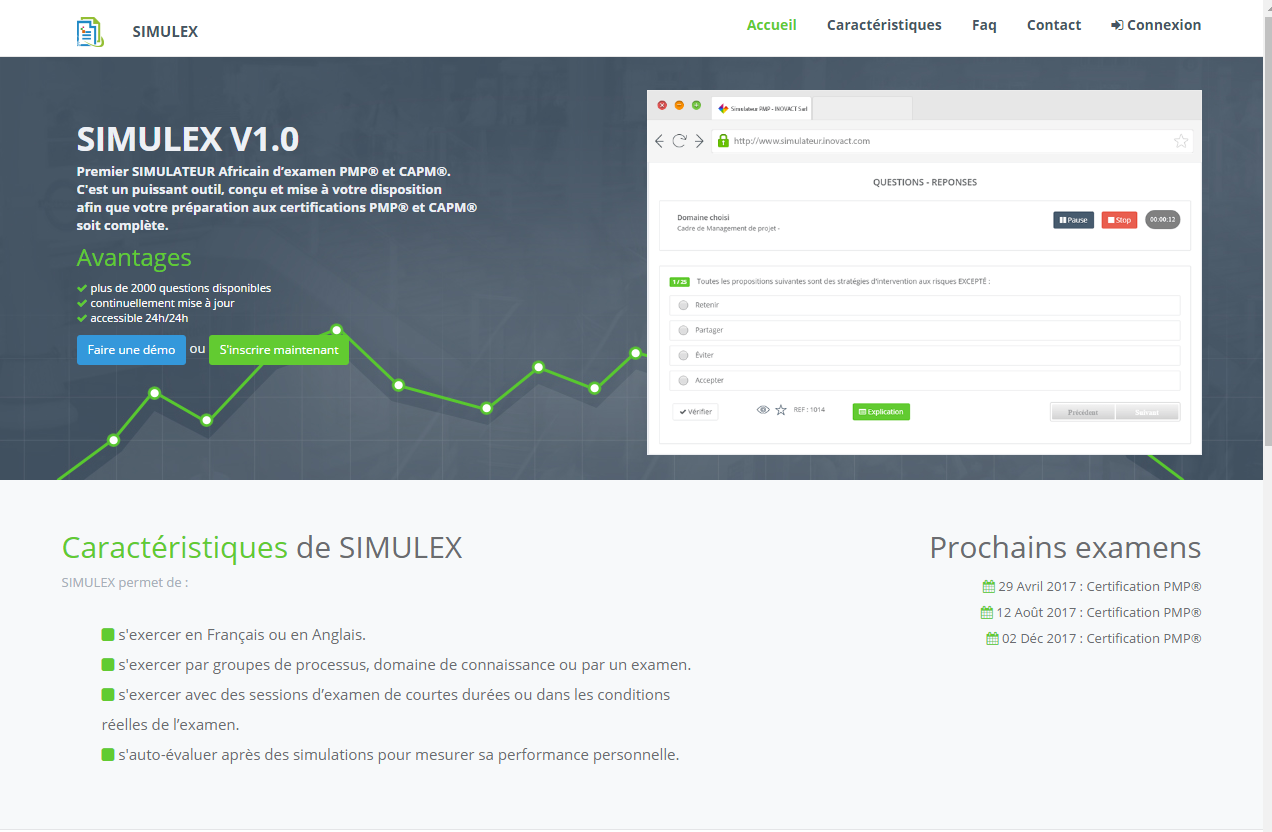 SIMULEX
Accueil
Caractéristiques
Faq
Contact
Connexion
SIMULEX V1.0
Premier SIMULATEUR Africain d’examen PMP® et CAPM®.
C'est un puissant outil, conçu et mise à votre disposition
afin que votre préparation aux certifications PMP® et CAPM®
soit complète.
Avantages
plus de 2000 questions disponibles
continuellement mise à jour
accessible 24h/24h
Faire une démo ou S'inscrire maintenant
Simulateur PMP - INOVACT Sarl
http://www.simulateur.inovact.com
QUESTIONS - REPONSES
Domaine choisi
Cadre de Management de projet -
Pause
Stop
00:00:12
1 / 25 Toutes les propositions suivantes sont des stratégies d'intervention aux risques EXCEPTÉ :
Retenir
Partager
Éviter
Accepter
Vérifier
REF : 1014
Explication
Précédent
Suivant
Caractéristiques de SIMULEX
SIMULEX permet de :
s'exercer en Français ou en Anglais.
s'exercer par groupes de processus, domaine de connaissance ou par un examen.
s'exercer avec des sessions d’examen de courtes durées ou dans les conditions
réelles de l’examen.
s'auto-évaluer après des simulations pour mesurer sa performance personnelle.
Prochains examens
29 Avril 2017 : Certification PMP®
12 Août 2017 : Certification PMP®
02 Déc 2017 : Certification PMP®